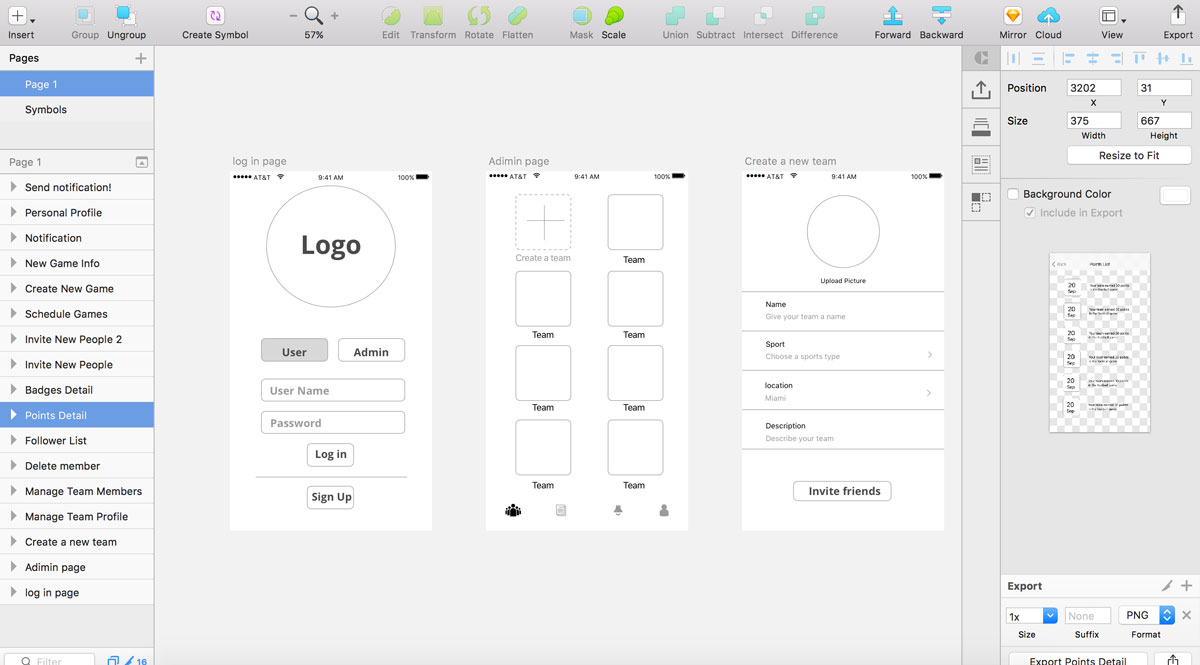 Insert Group Ungroup Create Symbol 57% Edit Transform Rotate Flatten Mask Scale Union Subtract Intersect Difference Forward Backward Mirror Cloud View Export
Pages
Page 1
Symbols
Page 1
Send notification!
Personal Profile
Notification
New Game Info
Create New Game
Schedule Games
Invite New People 2
Invite New People
Badges Detail
Points Detail
Follower List
Delete member
Manage Team Members
Manage Team Profile
Create a new team
Admin page
log in page
Filter 16
log in page
AT&T 9:41 AM 100%
Logo
User Admin
User Name
Password
Log in
Sign Up
Admin page
AT&T 9:41 AM 100%
Create a team Team
Team Team
Team Team
Team Team
Create a new team
AT&T 9:41 AM 100%
Upload Picture
Name
Give your team a name
Sport
Choose a sports type
location
Miami
Description
Describe your team
Invite friends
Position 3202 31
X Y
Size 375 667
Width Height
Resize to Fit
Background Color
Include in Export
Back Points List
20
Sep
20
Sep
20
Sep
20
Sep
20
Sep
20
Sep
Export
1x None PNG
Size Suffix Format
Export Points Detail